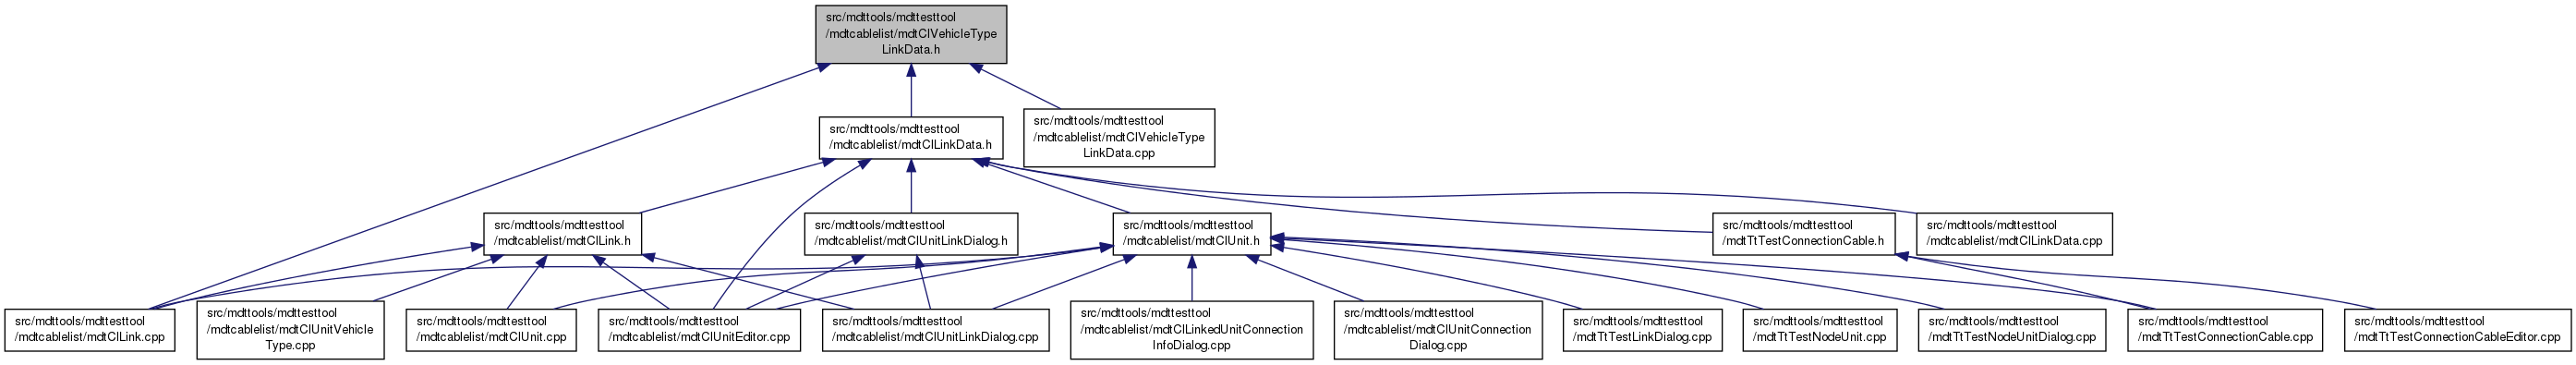 src/mdttools/mdttesttool
/mdtcablelist/mdtClVehicleType
LinkData.h
src/mdttools/mdttesttool
/mdtcablelist/mdtClLinkData.h
src/mdttools/mdttesttool
/mdtcablelist/mdtClVehicleType
LinkData.cpp
src/mdttools/mdttesttool
/mdtcablelist/mdtClLink.h
src/mdttools/mdttesttool
/mdtcablelist/mdtClUnitLinkDialog.h
src/mdttools/mdttesttool
/mdtcablelist/mdtClUnit.h
src/mdttools/mdttesttool
/mdtTtTestConnectionCable.h
src/mdttools/mdttesttool
/mdtcablelist/mdtClLinkData.cpp
src/mdttools/mdttesttool
/mdtcablelist/mdtClLink.cpp
src/mdttools/mdttesttool
/mdtcablelist/mdtClUnitVehicle
Type.cpp
src/mdttools/mdttesttool
/mdtcablelist/mdtClUnit.cpp
src/mdttools/mdttesttool
/mdtcablelist/mdtClUnitEditor.cpp
src/mdttools/mdttesttool
/mdtcablelist/mdtClUnitLinkDialog.cpp
src/mdttools/mdttesttool
/mdtcablelist/mdtClLinkedUnitConnection
InfoDialog.cpp
src/mdttools/mdttesttool
/mdtcablelist/mdtClUnitConnection
Dialog.cpp
src/mdttools/mdttesttool
/mdtTtTestLinkDialog.cpp
src/mdttools/mdttesttool
/mdtTtTestNodeUnit.cpp
src/mdttools/mdttesttool
/mdtTtTestNodeUnitDialog.cpp
src/mdttools/mdttesttool
/mdtTtTestConnectionCable.cpp
src/mdttools/mdttesttool
/mdtTtTestConnectionCableEditor.cpp